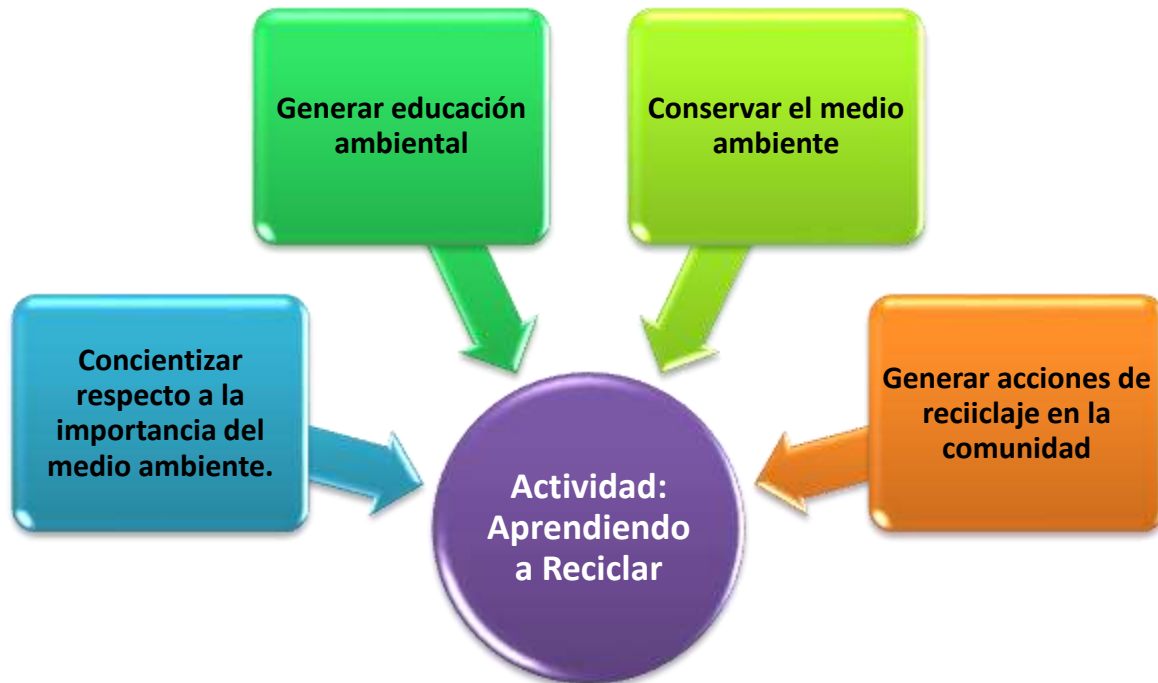 Generar educación
ambiental
Conservar el medio
ambiente
Concientizar
respecto a la
importancia del
medio ambiente.
Generar acciones de
reciiclaje en la
comunidad
Actividad:
Aprendiendo
a Reciclar